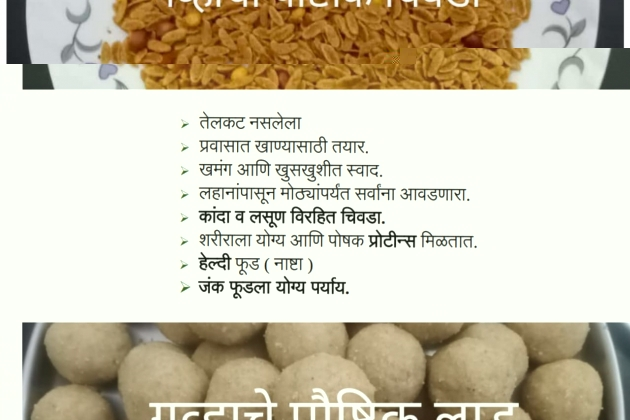 तेलकट नसलेला
प्रवासात खाण्यासाठी तयार.
खमंग आणि खुसखुशीत स्वाद.
लहानांपासून मोठ्यांपर्यंत सर्वांना आवडणारा.
कांदा व लसूण विरहित चिवडा.
शरीराला योग्य आणि पोषक प्रोटीन्स मिळतात.
हेल्दी फूड ( नाष्टा )
जंक फूडला योग्य पर्याय.